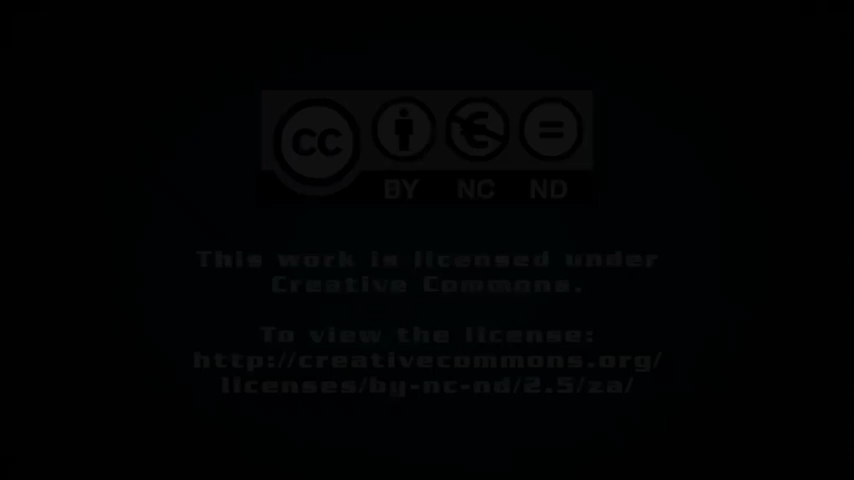 CC
BY NC ND
This work is licensed under
Creative Commons.
To view the license:
http://creativecommons.org/
licenses/by-nc-nd/2.5/za/